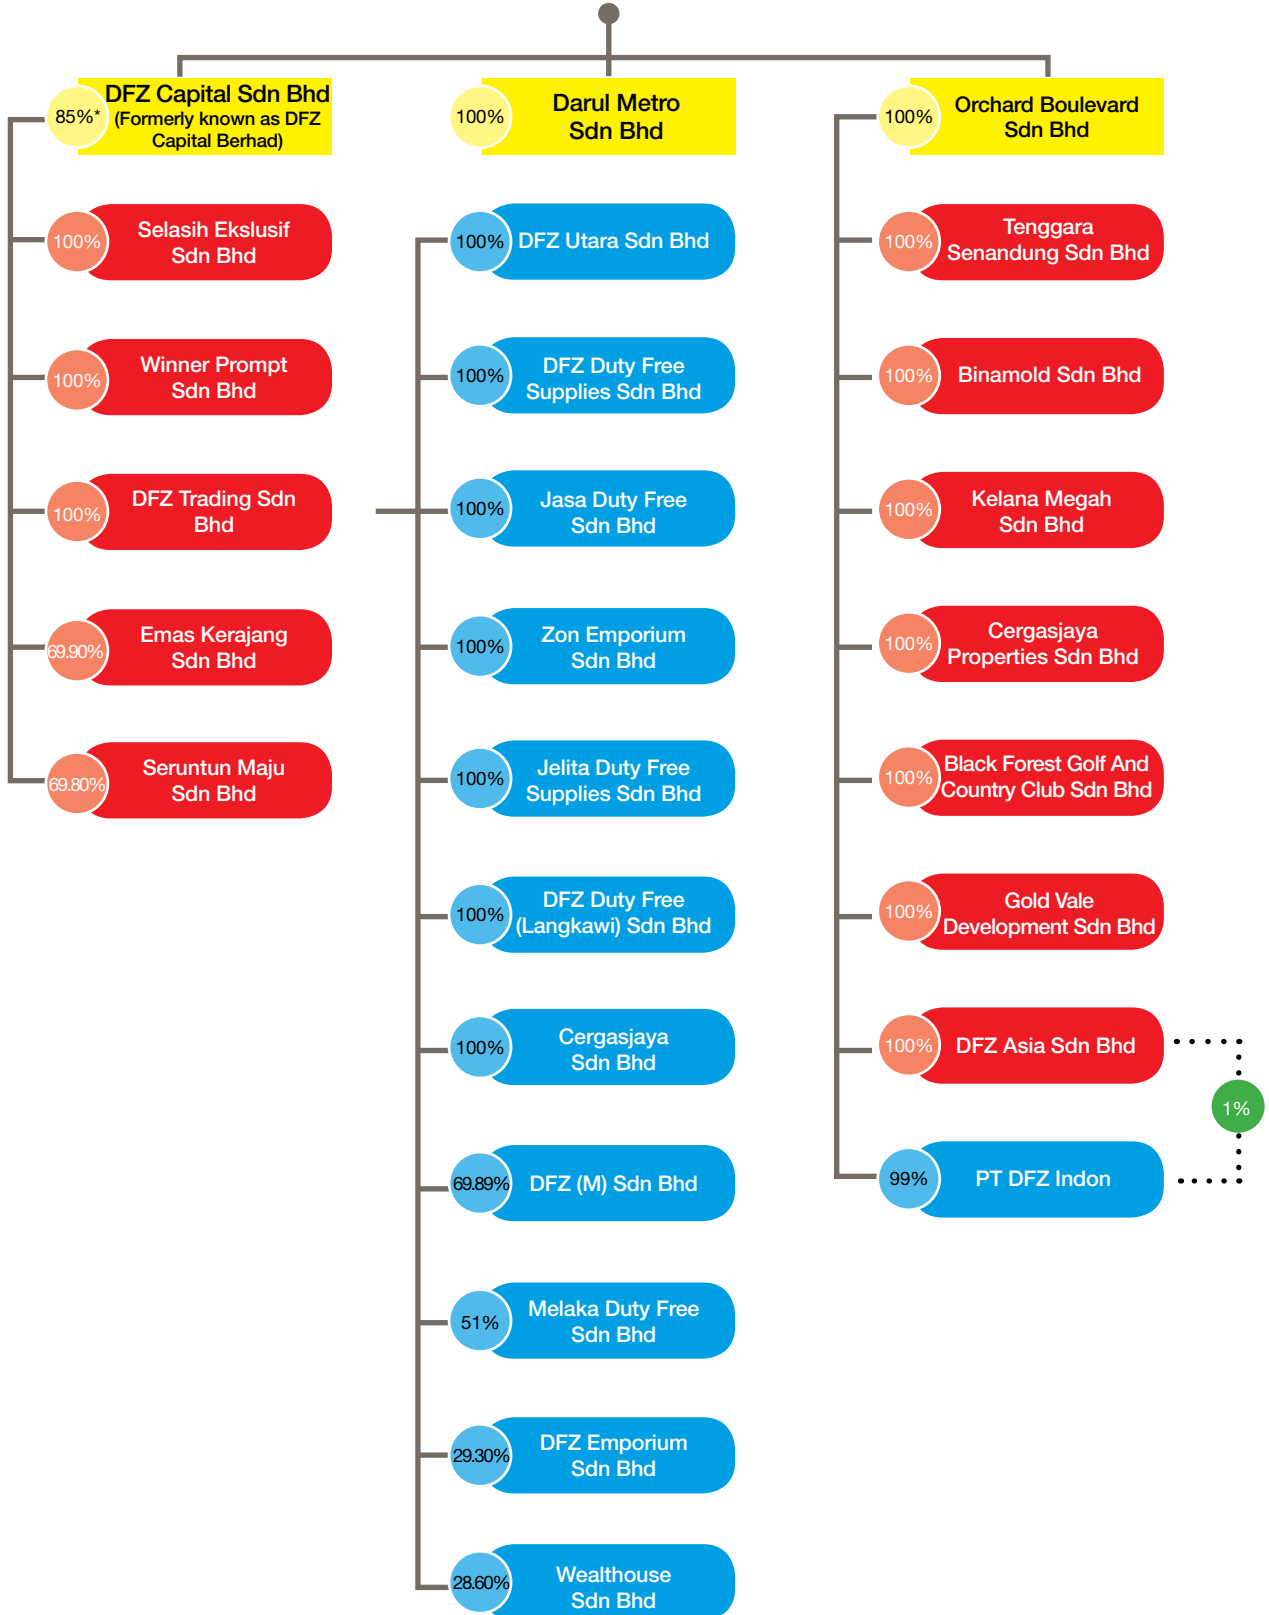 85%*
DFZ Capital Sdn Bhd
(Formerly known as DFZ
Capital Berhad)
100%
Selasih Ekslusif
Sdn Bhd
100%
Winner Prompt
Sdn Bhd
100%
DFZ Trading Sdn
Bhd
69.90%
Emas Kerajang
Sdn Bhd
69.80%
Seruntun Maju
Sdn Bhd
100%
Darul Metro
Sdn Bhd
100%
DFZ Utara Sdn Bhd
100%
DFZ Duty Free
Supplies Sdn Bhd
100%
Jasa Duty Free
Sdn Bhd
100%
Zon Emporium
Sdn Bhd
100%
Jelita Duty Free
Supplies Sdn Bhd
100%
DFZ Duty Free
(Langkawi) Sdn Bhd
100%
Cergasjaya
Sdn Bhd
69.89%
DFZ (M) Sdn Bhd
51%
Melaka Duty Free
Sdn Bhd
29.30%
DFZ Emporium
Sdn Bhd
28.60%
Wealthouse
Sdn Bhd
100%
Orchard Boulevard
Sdn Bhd
100%
Tenggara
Senandung Sdn Bhd
100%
Binamold Sdn Bhd
100%
Kelana Megah
Sdn Bhd
100%
Cergasjaya
Properties Sdn Bhd
100%
Black Forest Golf And
Country Club Sdn Bhd
100%
Gold Vale
Development Sdn Bhd
100%
DFZ Asia Sdn Bhd
1%
99%
PT DFZ Indon